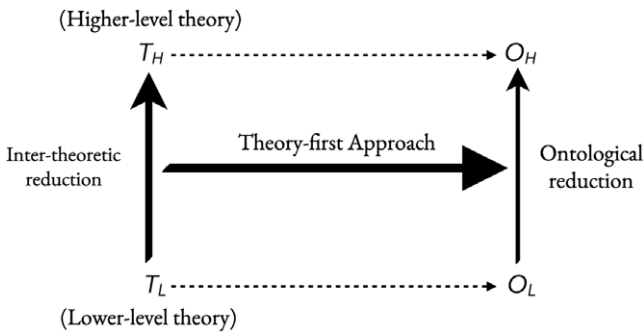 (Higher-level theory)
T_H O_H
Theory-first Approach
Inter-theoretic
reduction
Ontological
reduction
T_L O_L
(Lower-level theory)